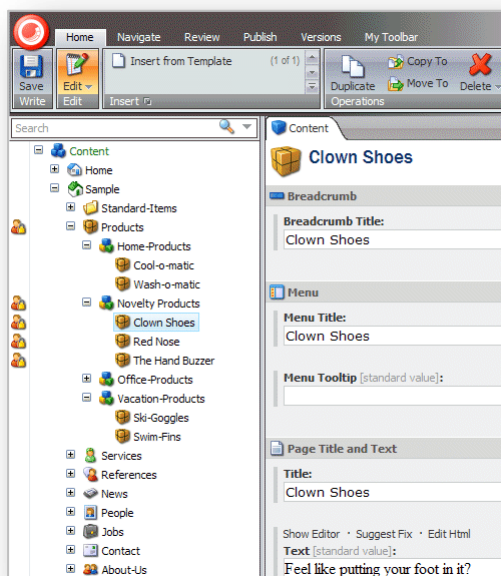 Home Navigate Review Publish Versions My Toolbar
Insert from Template (1 of 1) Copy To
Move To
Save Edit Duplicate Delete
Write Edit Insert Operations
Search
Content
Content
Clown Shoes
Home
Sample
Standard-Items
Products
Home-Products
Cool-o-matic
Wash-o-matic
Novelty Products
Clown Shoes
Red Nose
The Hand Buzzer
Office-Products
Vacation-Products
Ski-Goggles
Swim-Fins
Services
References
News
People
Jobs
Contact
About-Us
Breadcrumb
Breadcrumb Title:
Clown Shoes
Menu
Menu Title:
Clown Shoes
Menu Tooltip [standard value]:
Page Title and Text
Title:
Clown Shoes
Show Editor · Suggest Fix · Edit Html
Text [standard value]:
Feel like putting your foot in it?